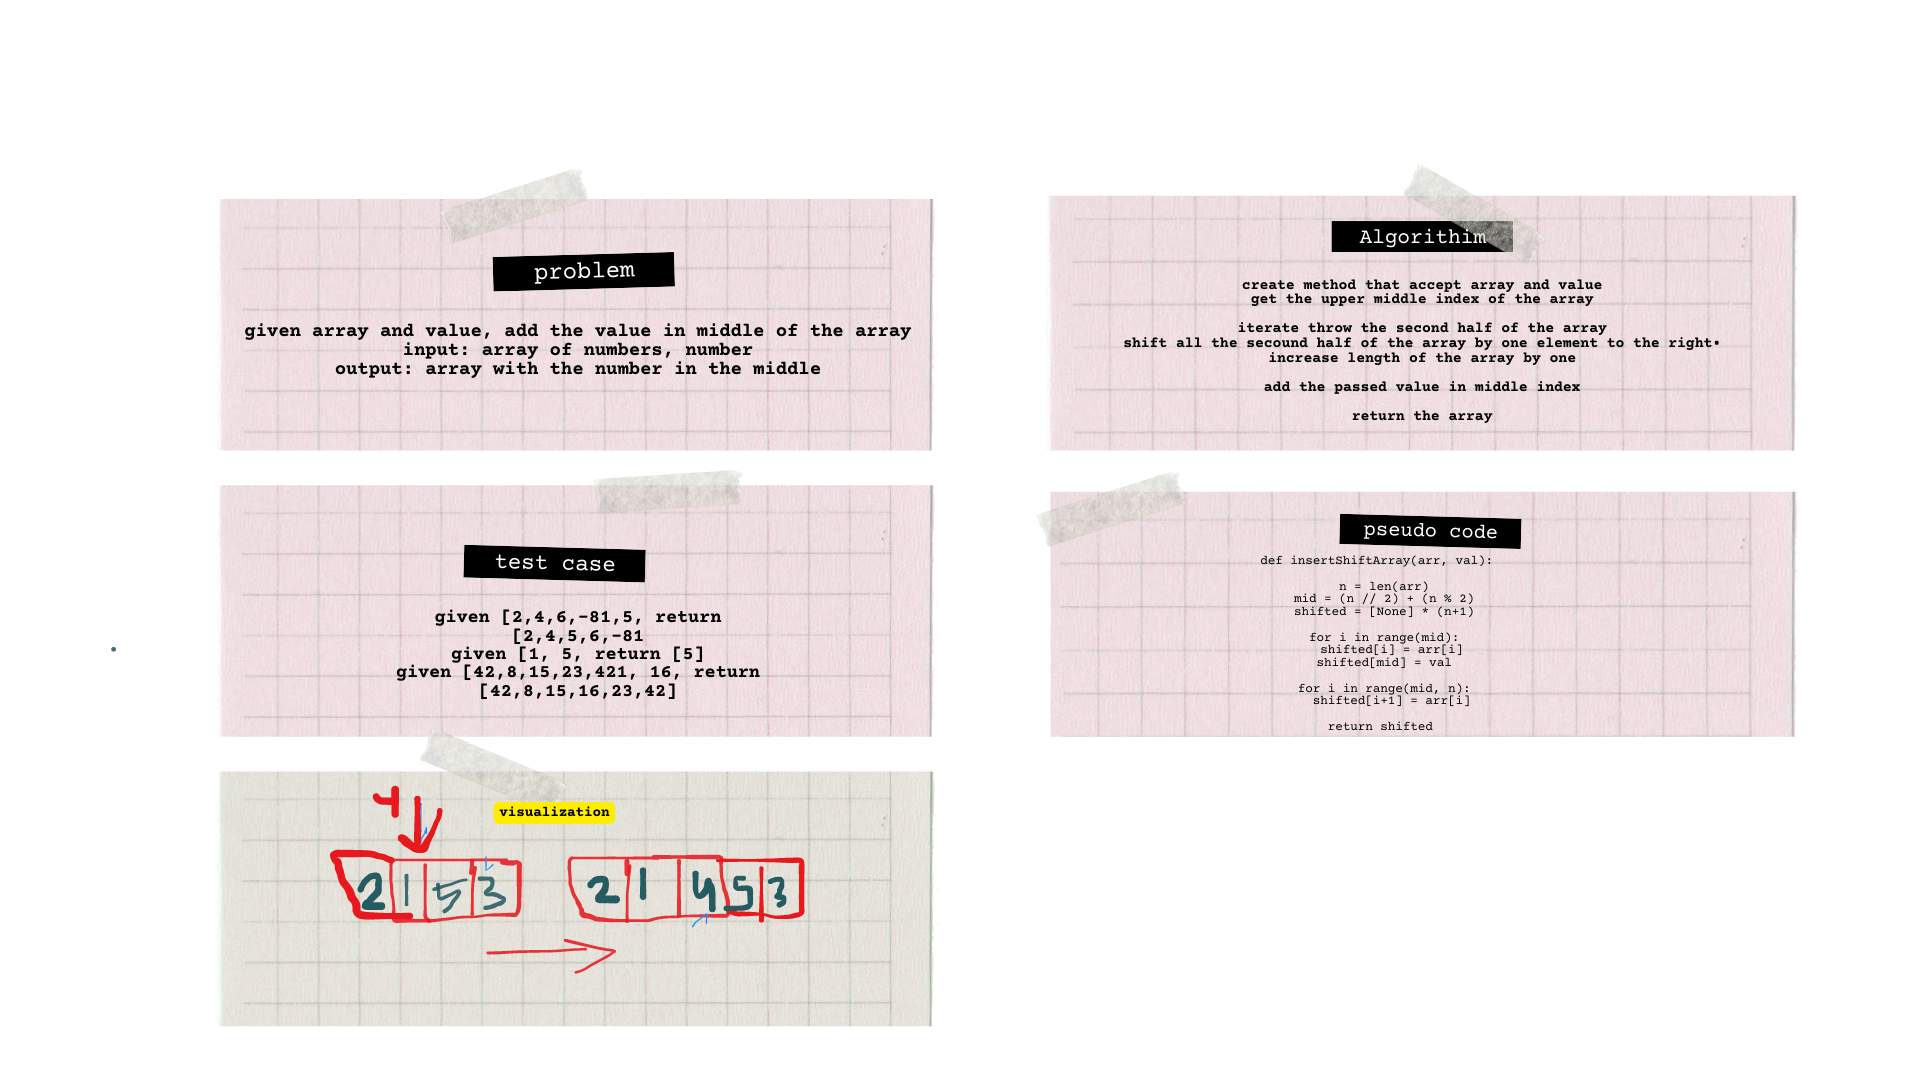 problem
given array and value, add the value in middle of the array
input: array of numbers, number
output: array with the number in the middle
test case
given [2,4,6,-81,5, return
[2,4,5,6,-81
given [1, 5, return [5]
given [42,8,15,23,421, 16, return
[42,8,15,16,23,42]
visualization
4
2 1 5 3
2 1 4 5 3
Algorithim
create method that accept array and value
get the upper middle index of the array
iterate throw the second half of the array
shift all the secound half of the array by one element to the right•
increase length of the array by one
add the passed value in middle index
return the array
pseudo code
def insertShiftArray(arr, val):
n = len(arr)
mid = (n // 2) + (n % 2)
shifted = [None] * (n+1)
for i in range(mid):
shifted[i] = arr[i]
shifted[mid] = val
for i in range(mid, n):
shifted[i+1] = arr[i]
return shifted